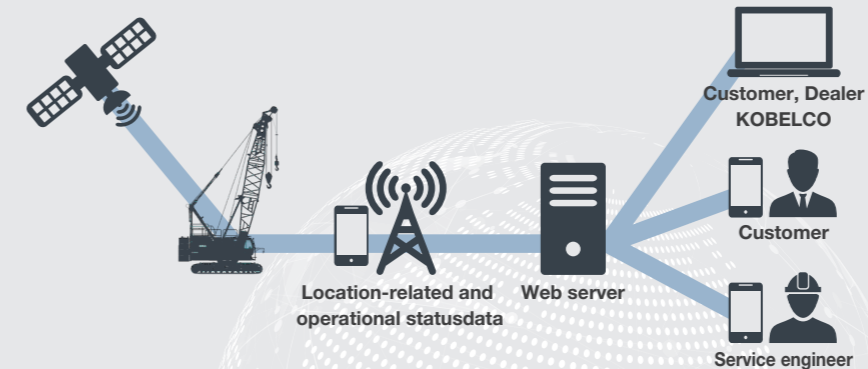 Customer, Dealer
KOBELCO
Customer
Location-related and
operational statusdata
Web server
Service engineer